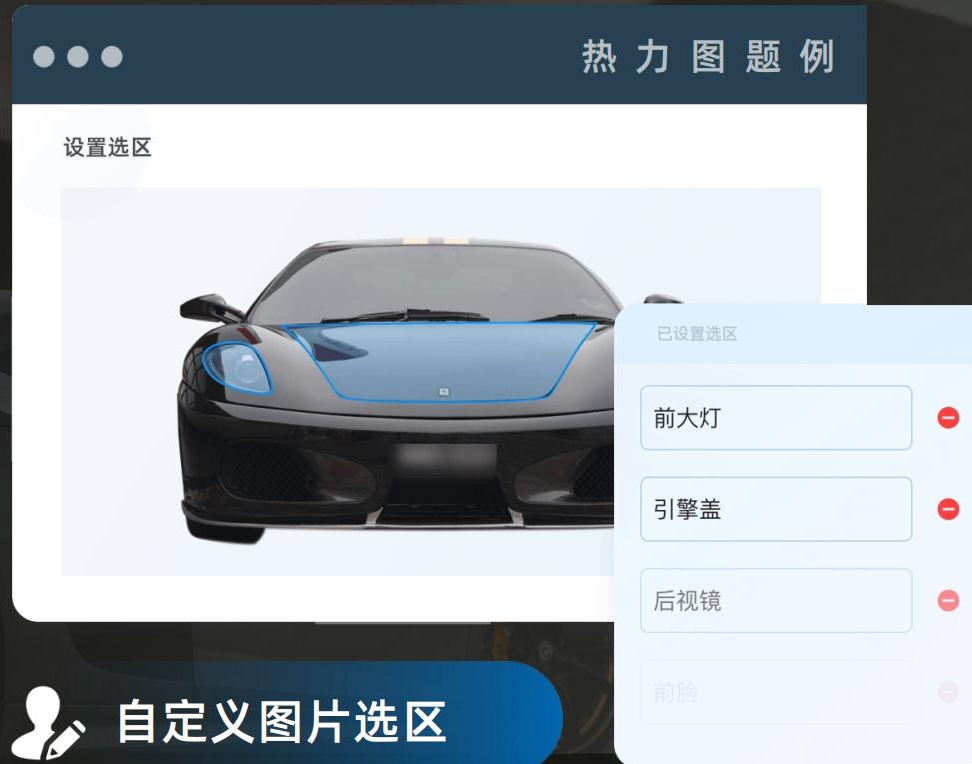 热力图题例
设置选区
已设置选区
前大灯
引擎盖
后视镜
前脸
自定义图片选区